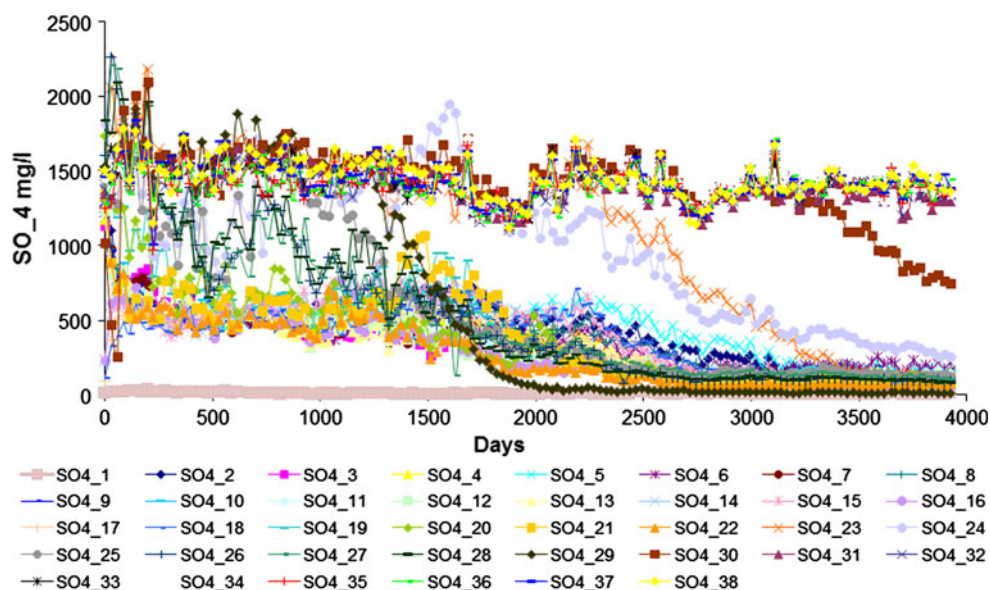 2500
2000
1500
1000
500
0
SO_4 mg/l
0 500 1000 1500 2000 2500 3000 3500 4000
Days
SO4_1 SO4_2 SO4_3 SO4_4 SO4_5 SO4_6 SO4_7 SO4_8
SO4_9 SO4_10 SO4_11 SO4_12 SO4_13 SO4_14 SO4_15 SO4_16
SO4_17 SO4_18 SO4_19 SO4_20 SO4_21 SO4_22 SO4_23 SO4_24
SO4_25 SO4_26 SO4_27 SO4_28 SO4_29 SO4_30 SO4_31 SO4_32
SO4_33 SO4_34 SO4_35 SO4_36 SO4_37 SO4_38